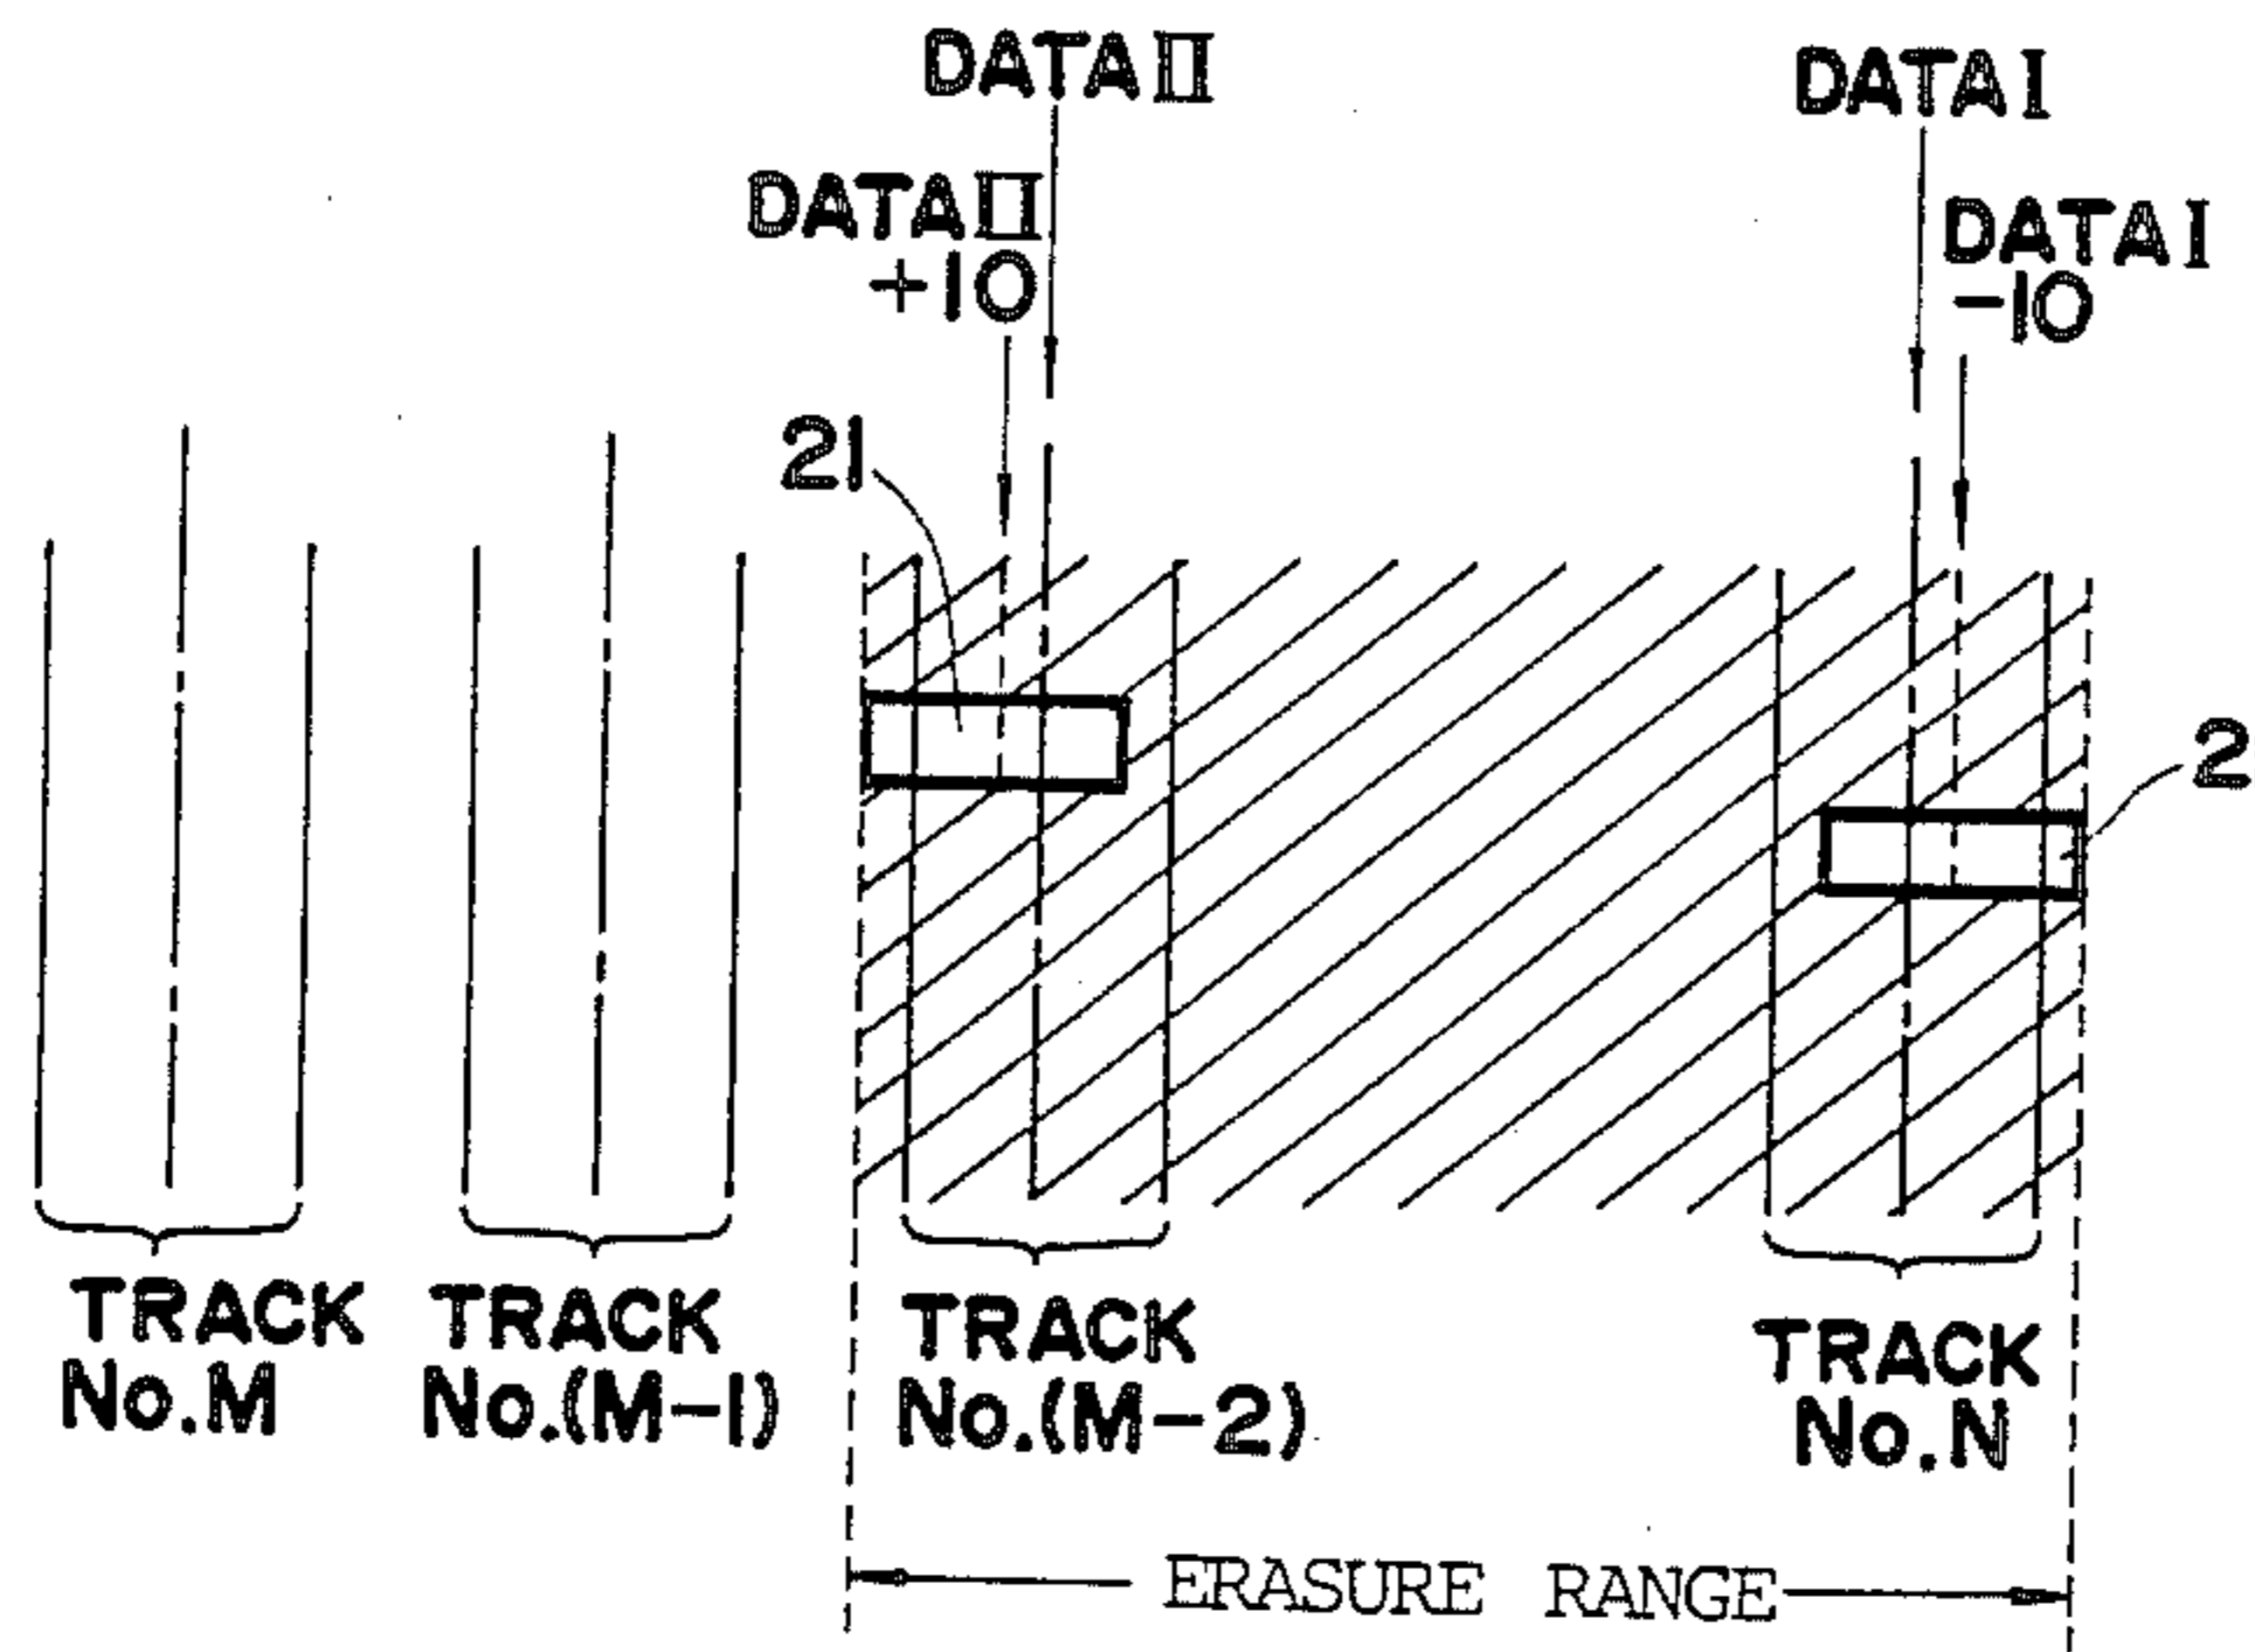 DATA II
DATA I
DATA II
+10
DATA I
-10
21
2
TRACK
No.M
TRACK
No.(M-1)
TRACK
No.(M-2)
TRACK
No.N
ERASURE RANGE